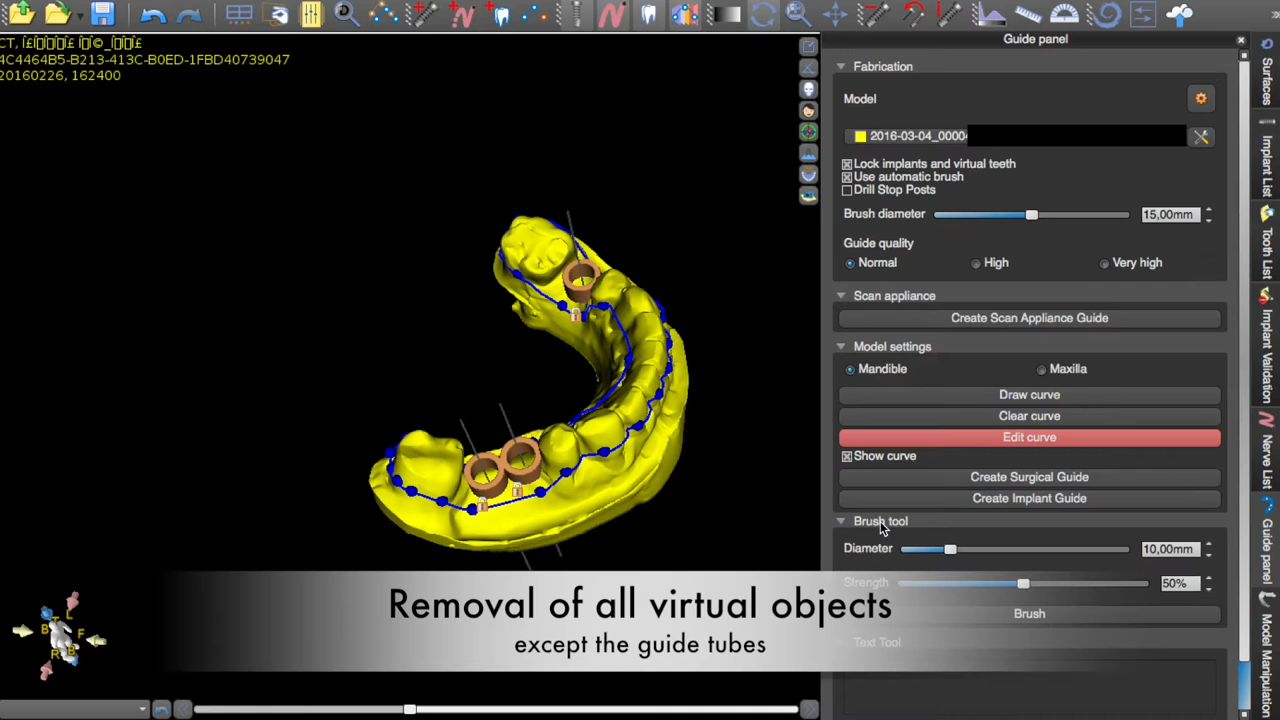 Guide panel
CT,
4C4464B5-B213-413C-B0ED-1FBD40739047
20160226, 162400
Fabrication
Model
2016-03-04_0000
Lock implants and virtual teeth
Use automatic brush
Drill Stop Posts
Brush diameter 15,00mm
Guide quality
Normal High Very high
Scan appliance
Create Scan Appliance Guide
Model settings
Mandible Maxilla
Draw curve
Clear curve
Edit curve
Show curve
Create Surgical Guide
Create Implant Guide
Brush tool
Diameter 10,00mm
Strength 50%
Brush
Text Tool
Removal of all virtual objects
except the guide tubes
Surfaces
Implant List
Tooth List
Implant Details
Nerve List
Guide panel
Model Manipulation
L
T
B
F
R
B